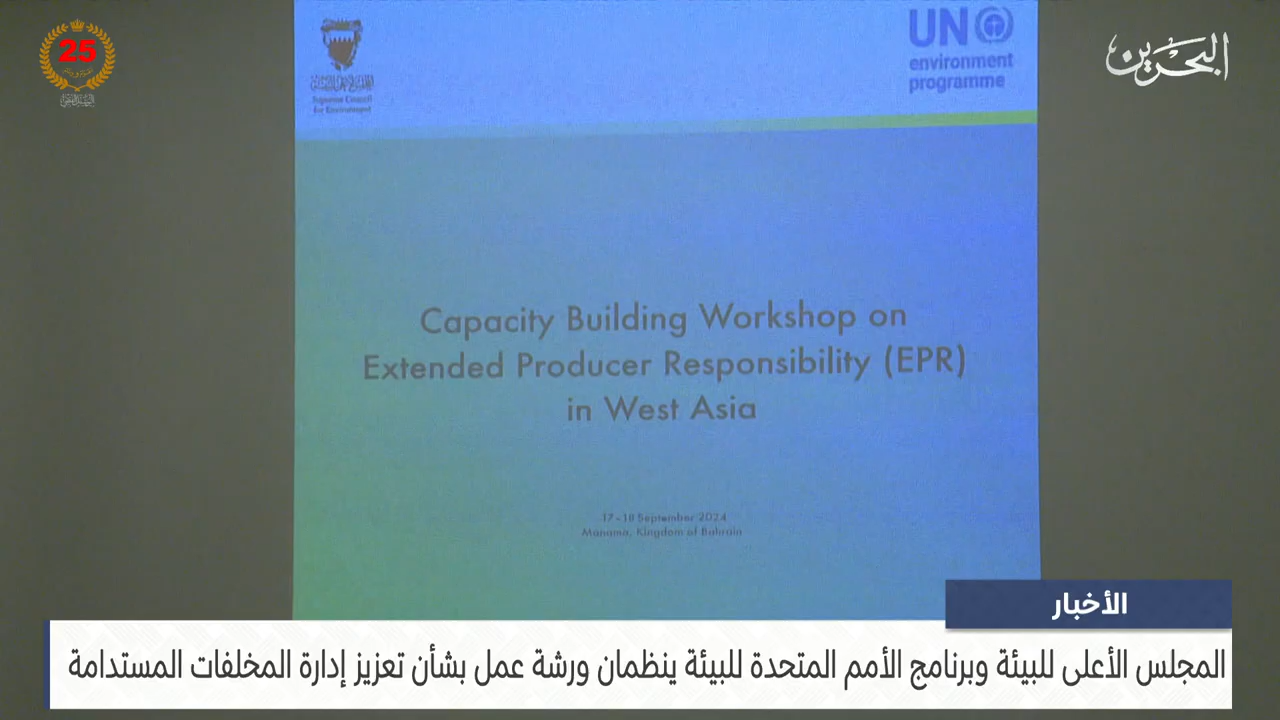 25
البحرين
Superme Council
for Environment
UN
environment
programme
Capacity Building Workshop on
Extended Producer Responsibility (EPR)
in West Asia
17 - 18 September 2024
Manama, Kingdom of Bahrain
الأخبار
المجلس الأعلى للبيئة وبرنامج الأمم المتحدة للبيئة ينظمان ورشة عمل بشأن تعزيز إدارة المخلفات المستدامة